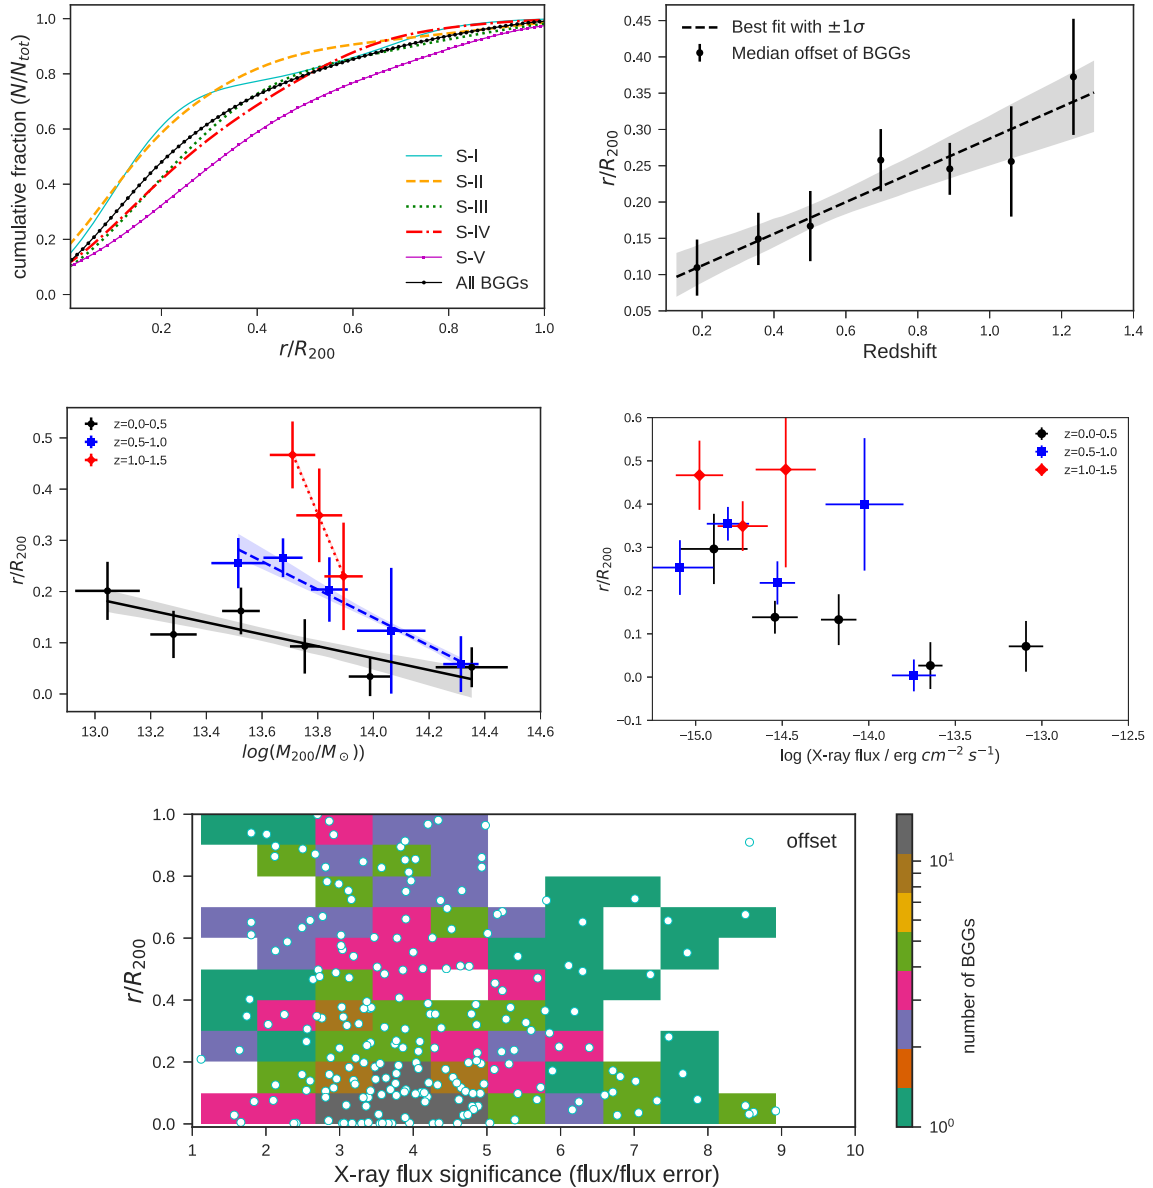 cumulative fraction (N/N_tot)
1.0
0.8
0.6
0.4
0.2
0.0
S-I
S-II
S-III
S-IV
S-V
All BGGs
0.2 0.4 0.6 0.8 1.0
r/R_200
r/R_200
0.45
0.40
0.35
0.30
0.25
0.20
0.15
0.10
0.05
Best fit with ±1σ
Median offset of BGGs
0.2 0.4 0.6 0.8 1.0 1.2 1.4
Redshift
r/R_200
0.5
0.4
0.3
0.2
0.1
0.0
z=0.0-0.5
z=0.5-1.0
z=1.0-1.5
13.0 13.2 13.4 13.6 13.8 14.0 14.2 14.4 14.6
log(M_200/M_⊙))
r/R_200
0.6
0.5
0.4
0.3
0.2
0.1
0.0
−0.1
z=0.0-0.5
z=0.5-1.0
z=1.0-1.5
−15.0 −14.5 −14.0 −13.5 −13.0 −12.5
log (X-ray flux / erg cm^−2 s^−1)
r/R_200
1.0
0.8
0.6
0.4
0.2
0.0
offset
1 2 3 4 5 6 7 8 9 10
X-ray flux significance (flux/flux error)
number of BGGs
10^1
10^0